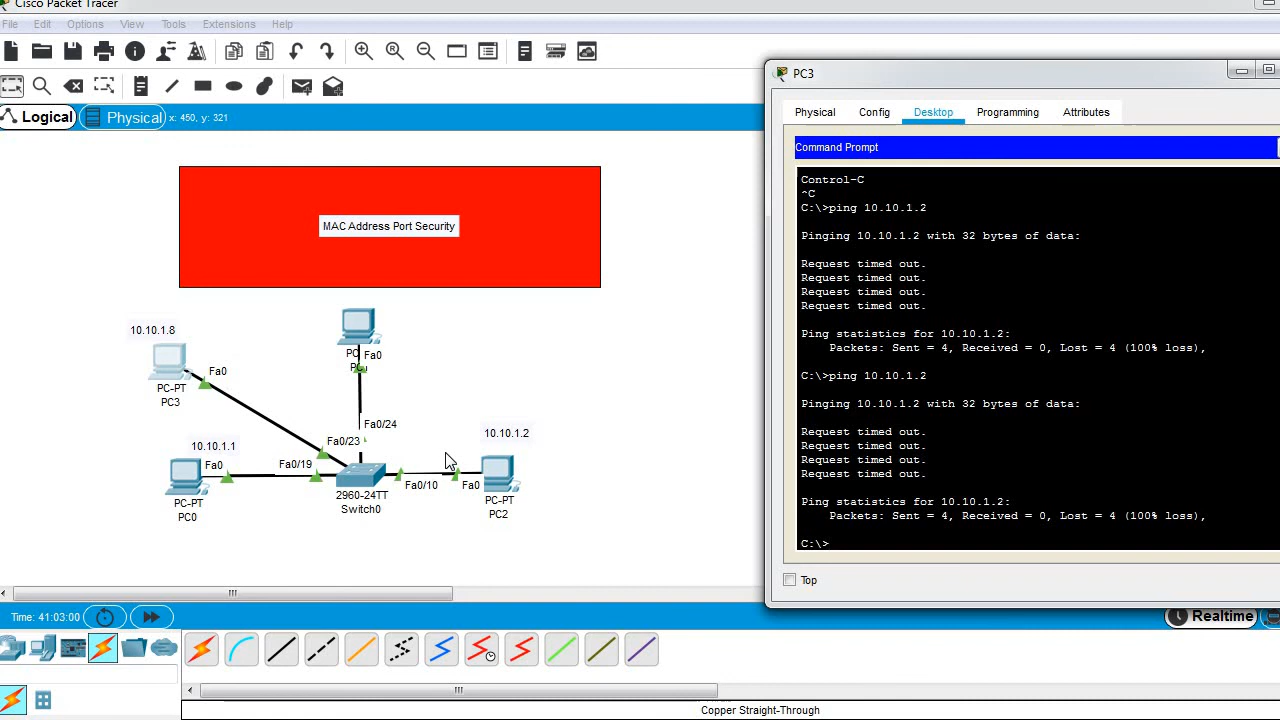 Cisco Packet Tracer
File Edit Options View Tools Extensions Help
Logical Physical x: 450, y: 321
MAC Address Port Security
10.10.1.8
Fa0
PC-PT
PC3
Fa0
Fa0/24
Fa0/23
10.10.1.1
Fa0
Fa0/19
PC-PT
PC0
2960-24TT
Switch0
10.10.1.2
Fa0/10
Fa0
PC-PT
PC2
PC3
Physical Config Desktop Programming Attributes
Command Prompt
Control-C
^C
C:\>ping 10.10.1.2
Pinging 10.10.1.2 with 32 bytes of data:
Request timed out.
Request timed out.
Request timed out.
Request timed out.
Ping statistics for 10.10.1.2:
Packets: Sent = 4, Received = 0, Lost = 4 (100% loss),
C:\>ping 10.10.1.2
Pinging 10.10.1.2 with 32 bytes of data:
Request timed out.
Request timed out.
Request timed out.
Request timed out.
Ping statistics for 10.10.1.2:
Packets: Sent = 4, Received = 0, Lost = 4 (100% loss),
C:\>
Top
Time: 41:03:00
Realtime
Copper Straight-Through